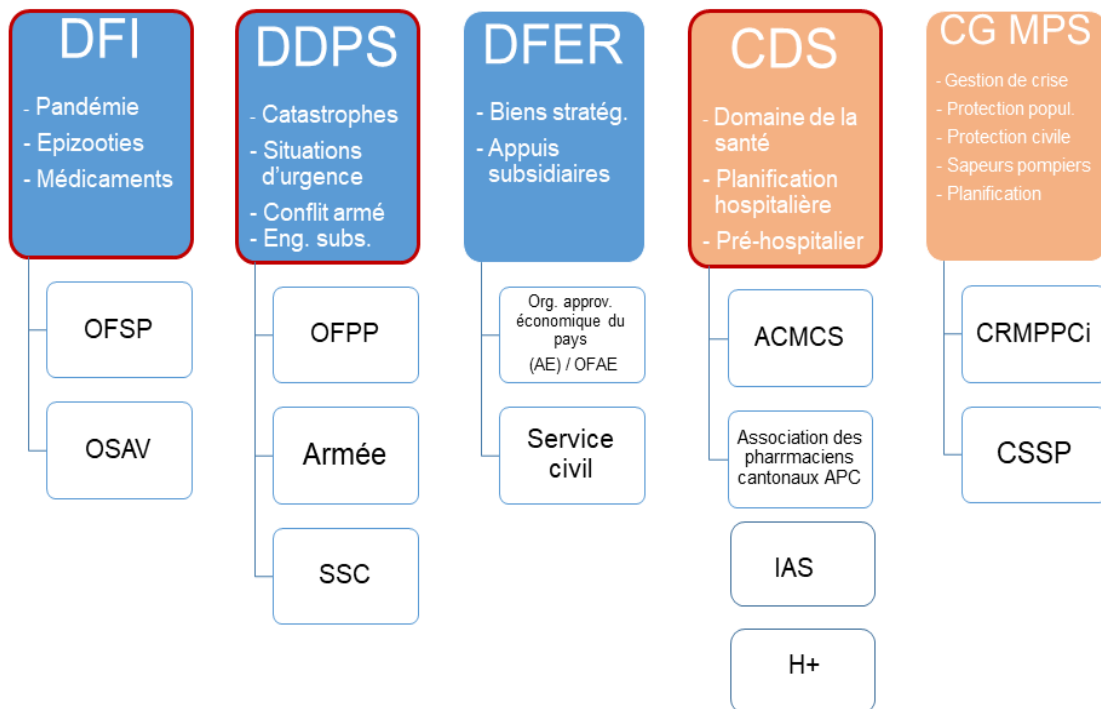 DFI
- Pandémie
- Epizooties
- Médicaments
OFSP
OSAV
DDPS
- Catastrophes
- Situations
d'urgence
- Conflit armé
- Eng. subs.
OFPP
Armée
SSC
DFER
- Biens stratég.
- Appuis
subsidiaires
Org. approv.
économique du
pays
(AE) / OFAE
Service
civil
CDS
- Domaine de la
santé
- Planification
hospitalière
- Pré-hospitalier
ACMCS
Association des
pharrmaciens
cantonaux APC
IAS
H+
CG MPS
- Gestion de crise
- Protection popul.
- Protection civile
- Sapeurs pompiers
- Planification
CRMPPCi
CSSP